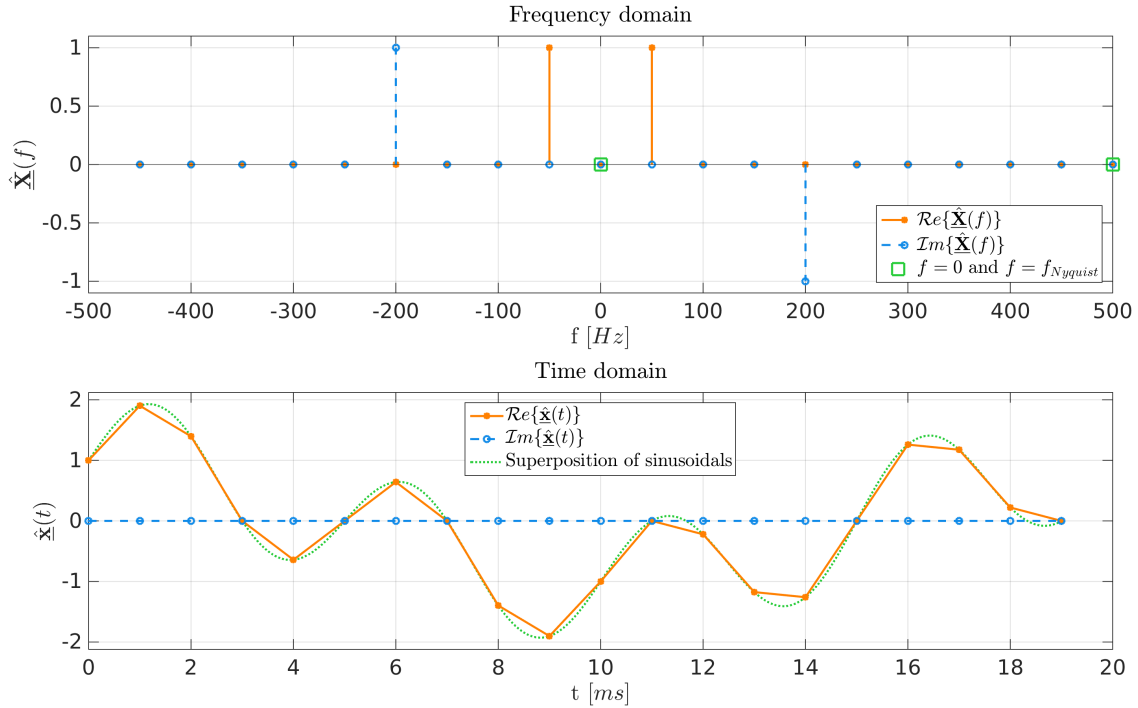 Frequency domain
1
0.5
0
-0.5
-1
X̂(f)
Re{X̂(f)}
Im{X̂(f)}
f = 0 and f = f_Nyquist
-500 -400 -300 -200 -100 0 100 200 300 400 500
f [Hz]
Time domain
2
1
0
-1
-2
x̂(t)
Re{x̂(t)}
Im{x̂(t)}
Superposition of sinusoidals
0 2 4 6 8 10 12 14 16 18 20
t [ms]